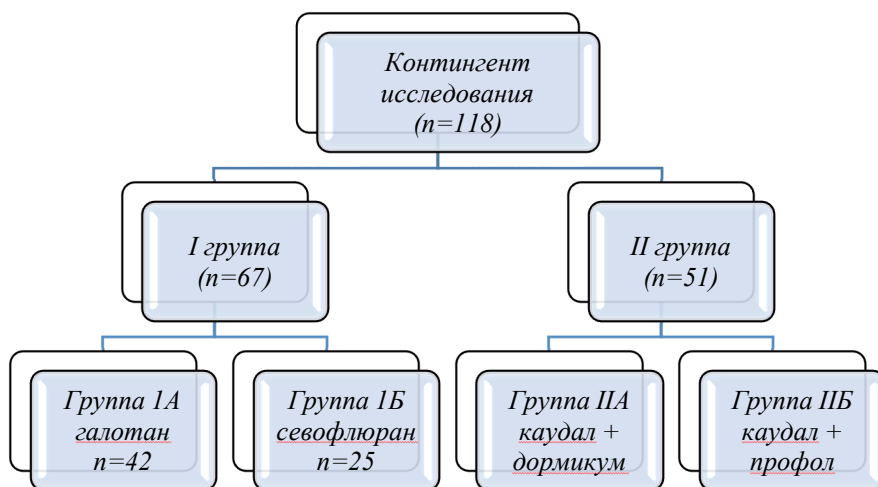 Контингент
исследования
(n=118)
I группа
(n=67)
II группа
(n=51)
Группа 1А
галотан
n=42
Группа 1Б
севофлюран
n=25
Группа IIА
каудал +
дормикум
Группа IIБ
каудал +
профол